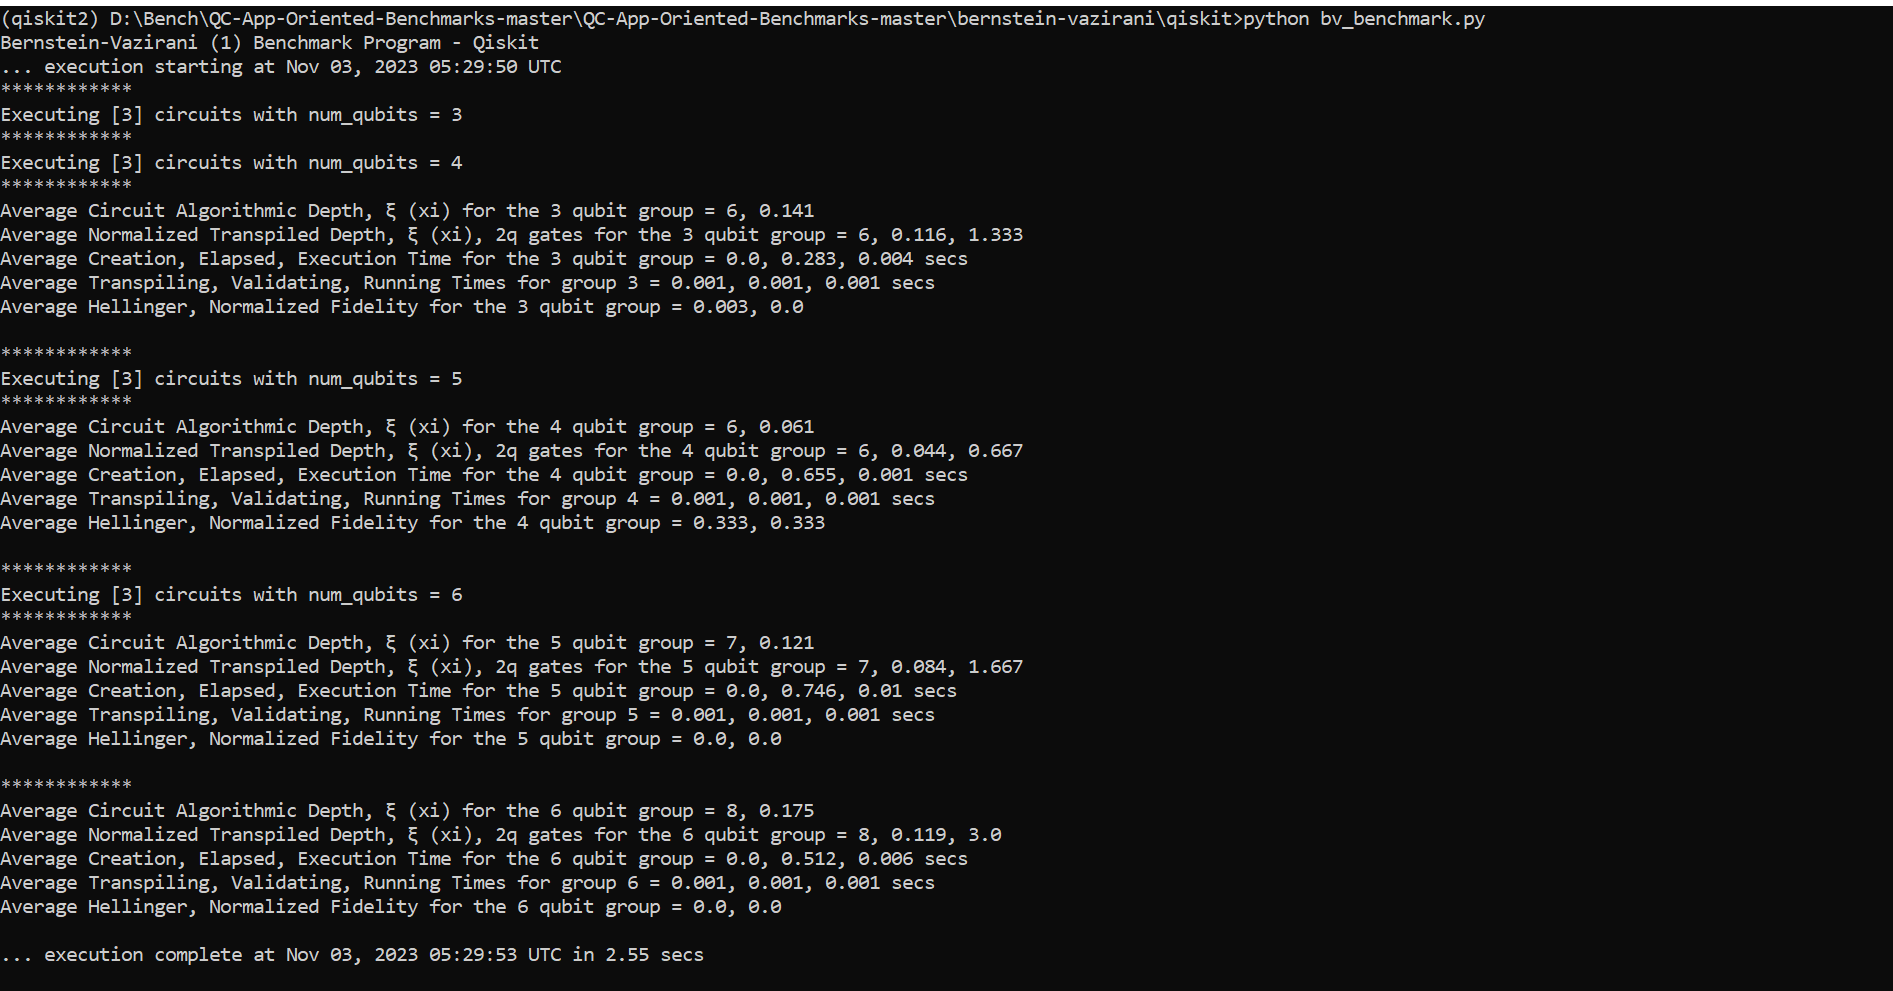 (qiskit2) D:\Bench\QC-App-Oriented-Benchmarks-master\QC-App-Oriented-Benchmarks-master\bernstein-vazirani\qiskit>python bv_benchmark.py
Bernstein-Vazirani (1) Benchmark Program - Qiskit
... execution starting at Nov 03, 2023 05:29:50 UTC
************
Executing [3] circuits with num_qubits = 3
************
Executing [3] circuits with num_qubits = 4
************
Average Circuit Algorithmic Depth, ξ (xi) for the 3 qubit group = 6, 0.141
Average Normalized Transpiled Depth, ξ (xi), 2q gates for the 3 qubit group = 6, 0.116, 1.333
Average Creation, Elapsed, Execution Time for the 3 qubit group = 0.0, 0.283, 0.004 secs
Average Transpiling, Validating, Running Times for group 3 = 0.001, 0.001, 0.001 secs
Average Hellinger, Normalized Fidelity for the 3 qubit group = 0.003, 0.0

************
Executing [3] circuits with num_qubits = 5
************
Average Circuit Algorithmic Depth, ξ (xi) for the 4 qubit group = 6, 0.061
Average Normalized Transpiled Depth, ξ (xi), 2q gates for the 4 qubit group = 6, 0.044, 0.667
Average Creation, Elapsed, Execution Time for the 4 qubit group = 0.0, 0.655, 0.001 secs
Average Transpiling, Validating, Running Times for group 4 = 0.001, 0.001, 0.001 secs
Average Hellinger, Normalized Fidelity for the 4 qubit group = 0.333, 0.333

************
Executing [3] circuits with num_qubits = 6
************
Average Circuit Algorithmic Depth, ξ (xi) for the 5 qubit group = 7, 0.121
Average Normalized Transpiled Depth, ξ (xi), 2q gates for the 5 qubit group = 7, 0.084, 1.667
Average Creation, Elapsed, Execution Time for the 5 qubit group = 0.0, 0.746, 0.01 secs
Average Transpiling, Validating, Running Times for group 5 = 0.001, 0.001, 0.001 secs
Average Hellinger, Normalized Fidelity for the 5 qubit group = 0.0, 0.0

************
Average Circuit Algorithmic Depth, ξ (xi) for the 6 qubit group = 8, 0.175
Average Normalized Transpiled Depth, ξ (xi), 2q gates for the 6 qubit group = 8, 0.119, 3.0
Average Creation, Elapsed, Execution Time for the 6 qubit group = 0.0, 0.512, 0.006 secs
Average Transpiling, Validating, Running Times for group 6 = 0.001, 0.001, 0.001 secs
Average Hellinger, Normalized Fidelity for the 6 qubit group = 0.0, 0.0

... execution complete at Nov 03, 2023 05:29:53 UTC in 2.55 secs